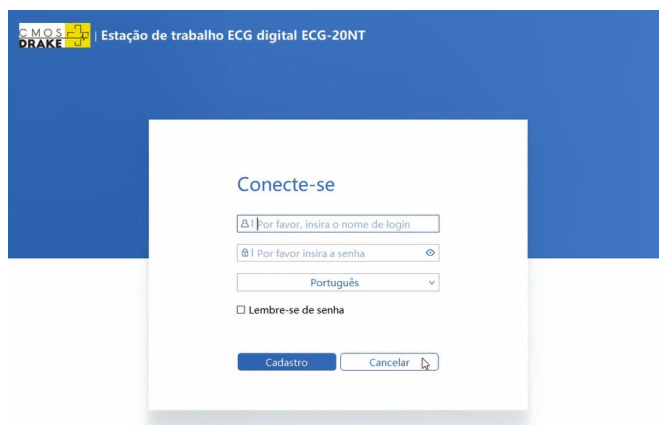 CMOS
DRAKE | Estação de trabalho ECG digital ECG-20NT
Conecte-se
Por favor, insira o nome de login
Por favor insira a senha
Português
Lembre-se de senha
Cadastro
Cancelar